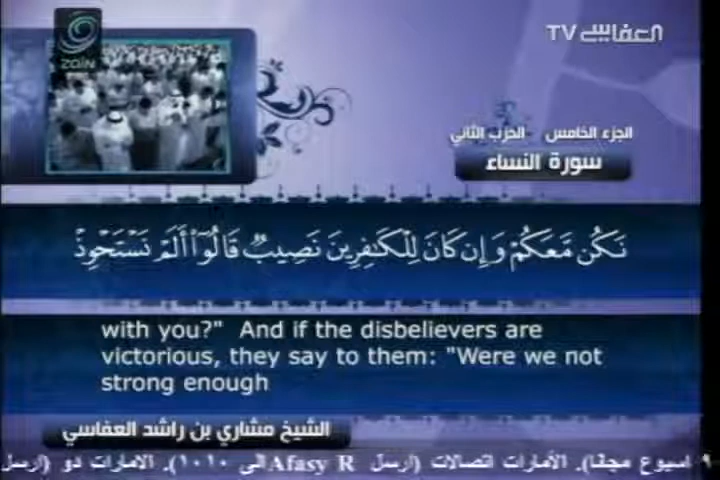 العفاسي TV
ZAIN
الجزء الخامس الحزب الثاني
سورة النساء
نَكُن مَّعَكُمْ وَإِن كَانَ لِلْكَٰفِرِينَ نَصِيبٌ قَالُوٓا۟ أَلَمْ نَسْتَحْوِذْ
with you?" And if the disbelievers are
victorious, they say to them: "Were we not
strong enough
الشيخ مشاري بن راشد العفاسي
٩ اسبوع مجانا). الأمارات اتصالات (ارسل Afasy R الى ١٠١٠). الامارات دو (ارسل